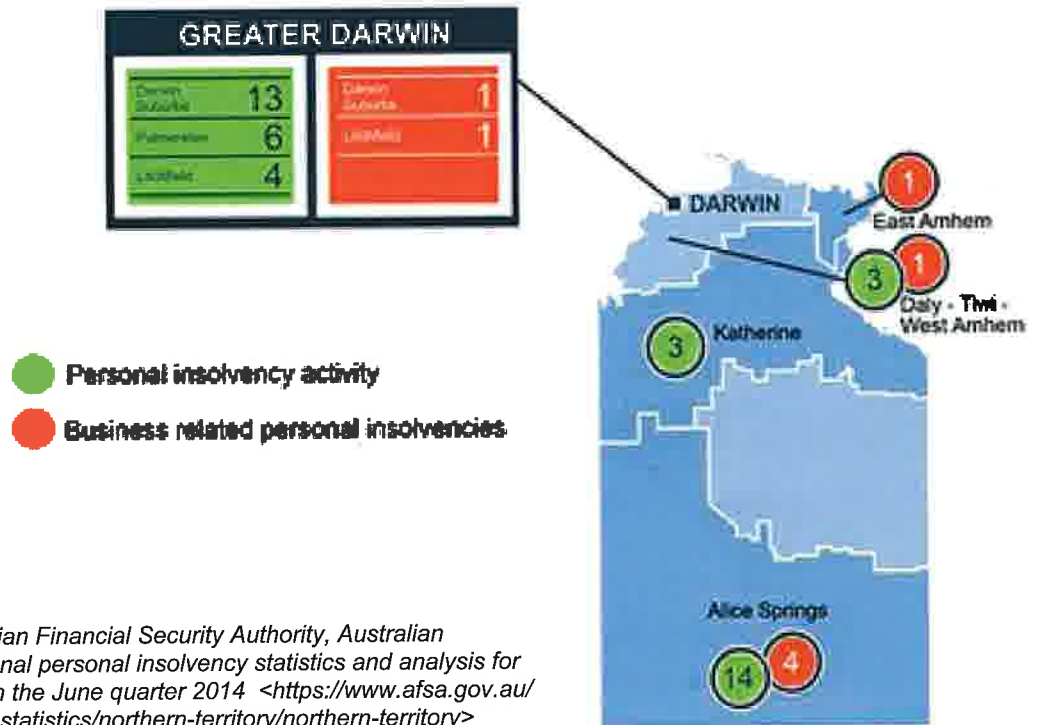 GREATER DARWIN
Darwin
Suburbs 13
Palmerston 6
Litchfield 4
Darwin
Suburbs 1
Litchfield 1
DARWIN
1
East Arnhem
3
1
Daly - Tiwi -
West Arnhem
Katherine
3
Personal insolvency activity
Business related personal insolvencies
Alice Springs
14
4
ian Financial Security Authority, Australian
nal personal insolvency statistics and analysis for
n the June quarter 2014 <https://www.afsa.gov.au/
statistics/northern-territory/northern-territory>